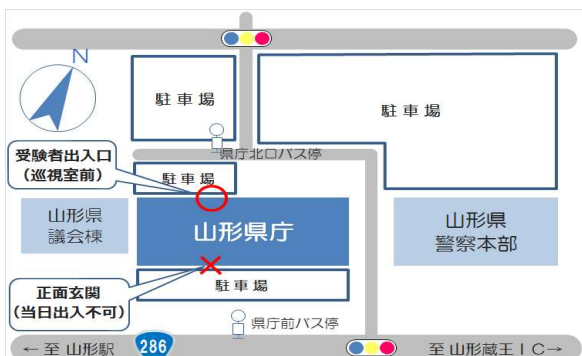 N
駐 車 場
駐 車 場
県庁北口バス停
受験者出入口
(巡視室前)
駐 車 場
山形県
議会棟
山形県庁
山形県
警察本部
正面玄関
(当日出入不可)
駐 車 場
県庁前バス停
← 至 山形駅
286
至 山形蔵王IC→